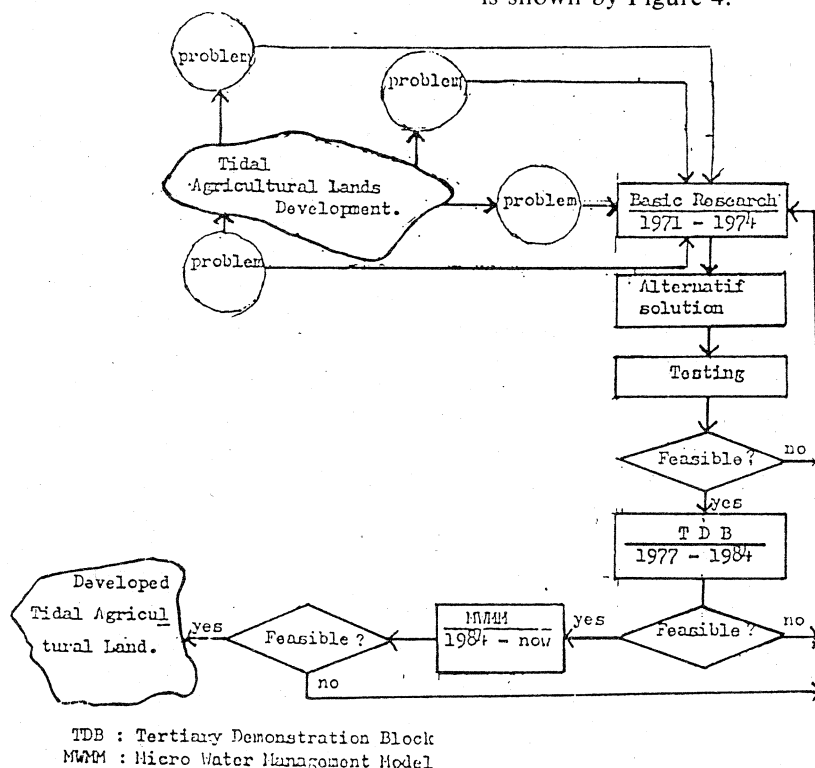 is shown by Figure 4.
problem
problem
Tidal
Agricultural Lands
Development.
problem
problem
Basic Research
1971 - 1974
Alternatif
solution
Testing
Feasible?
no
yes
T D B
1977 - 1984
Feasible?
no
yes
MWMM
1984 - now
Feasible?
yes
no
Developed
Tidal Agricul
tural Land.
TDB : Tertiary Demonstration Block
MWMM : Micro Water Management Model